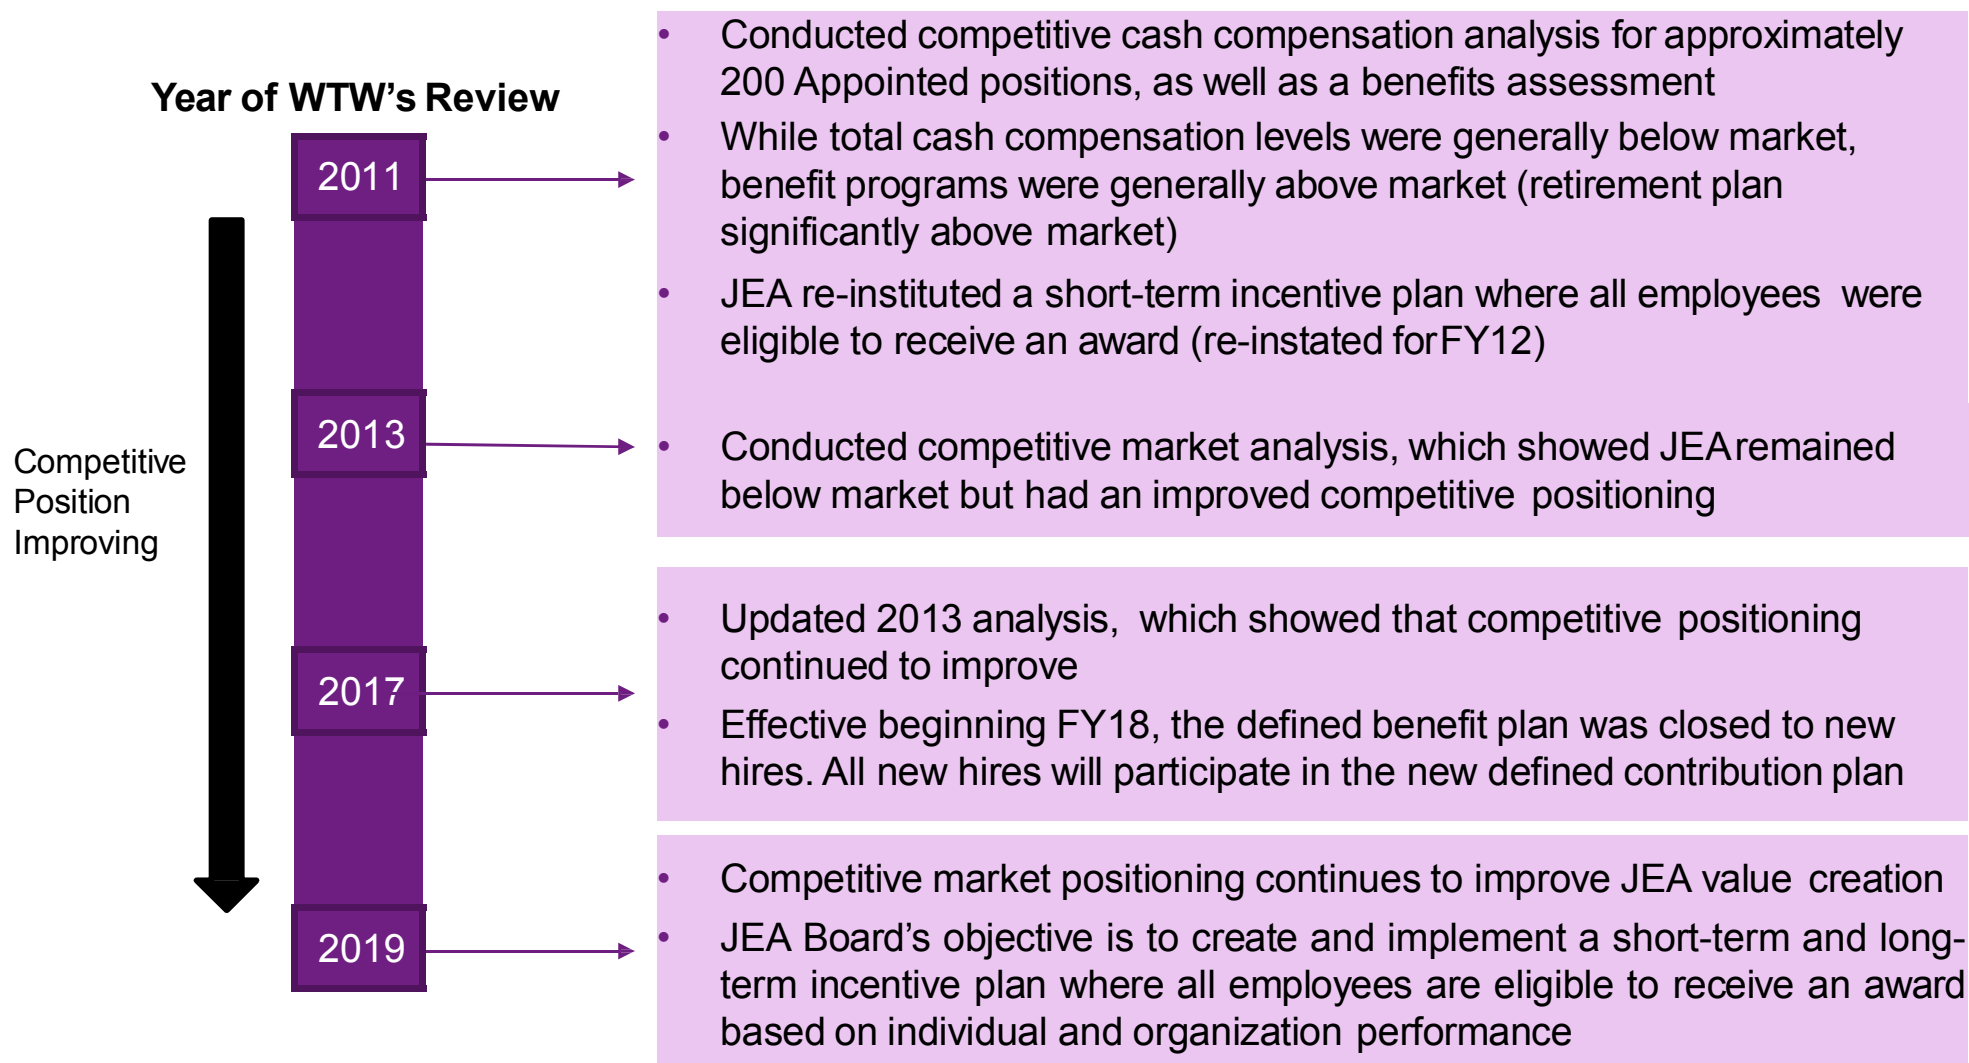 Year of WTW's Review
2011
• Conducted competitive cash compensation analysis for approximately
200 Appointed positions, as well as a benefits assessment
• While total cash compensation levels were generally below market,
benefit programs were generally above market (retirement plan
significantly above market)
• JEA re-instituted a short-term incentive plan where all employees were
eligible to receive an award (re-instated for FY12)
Competitive
Position
Improving
2013
• Conducted competitive market analysis, which showed JEA remained
below market but had an improved competitive positioning
2017
• Updated 2013 analysis, which showed that competitive positioning
continued to improve
• Effective beginning FY18, the defined benefit plan was closed to new
hires. All new hires will participate in the new defined contribution plan
2019
• Competitive market positioning continues to improve JEA value creation
• JEA Board's objective is to create and implement a short-term and long-
term incentive plan where all employees are eligible to receive an award
based on individual and organization performance